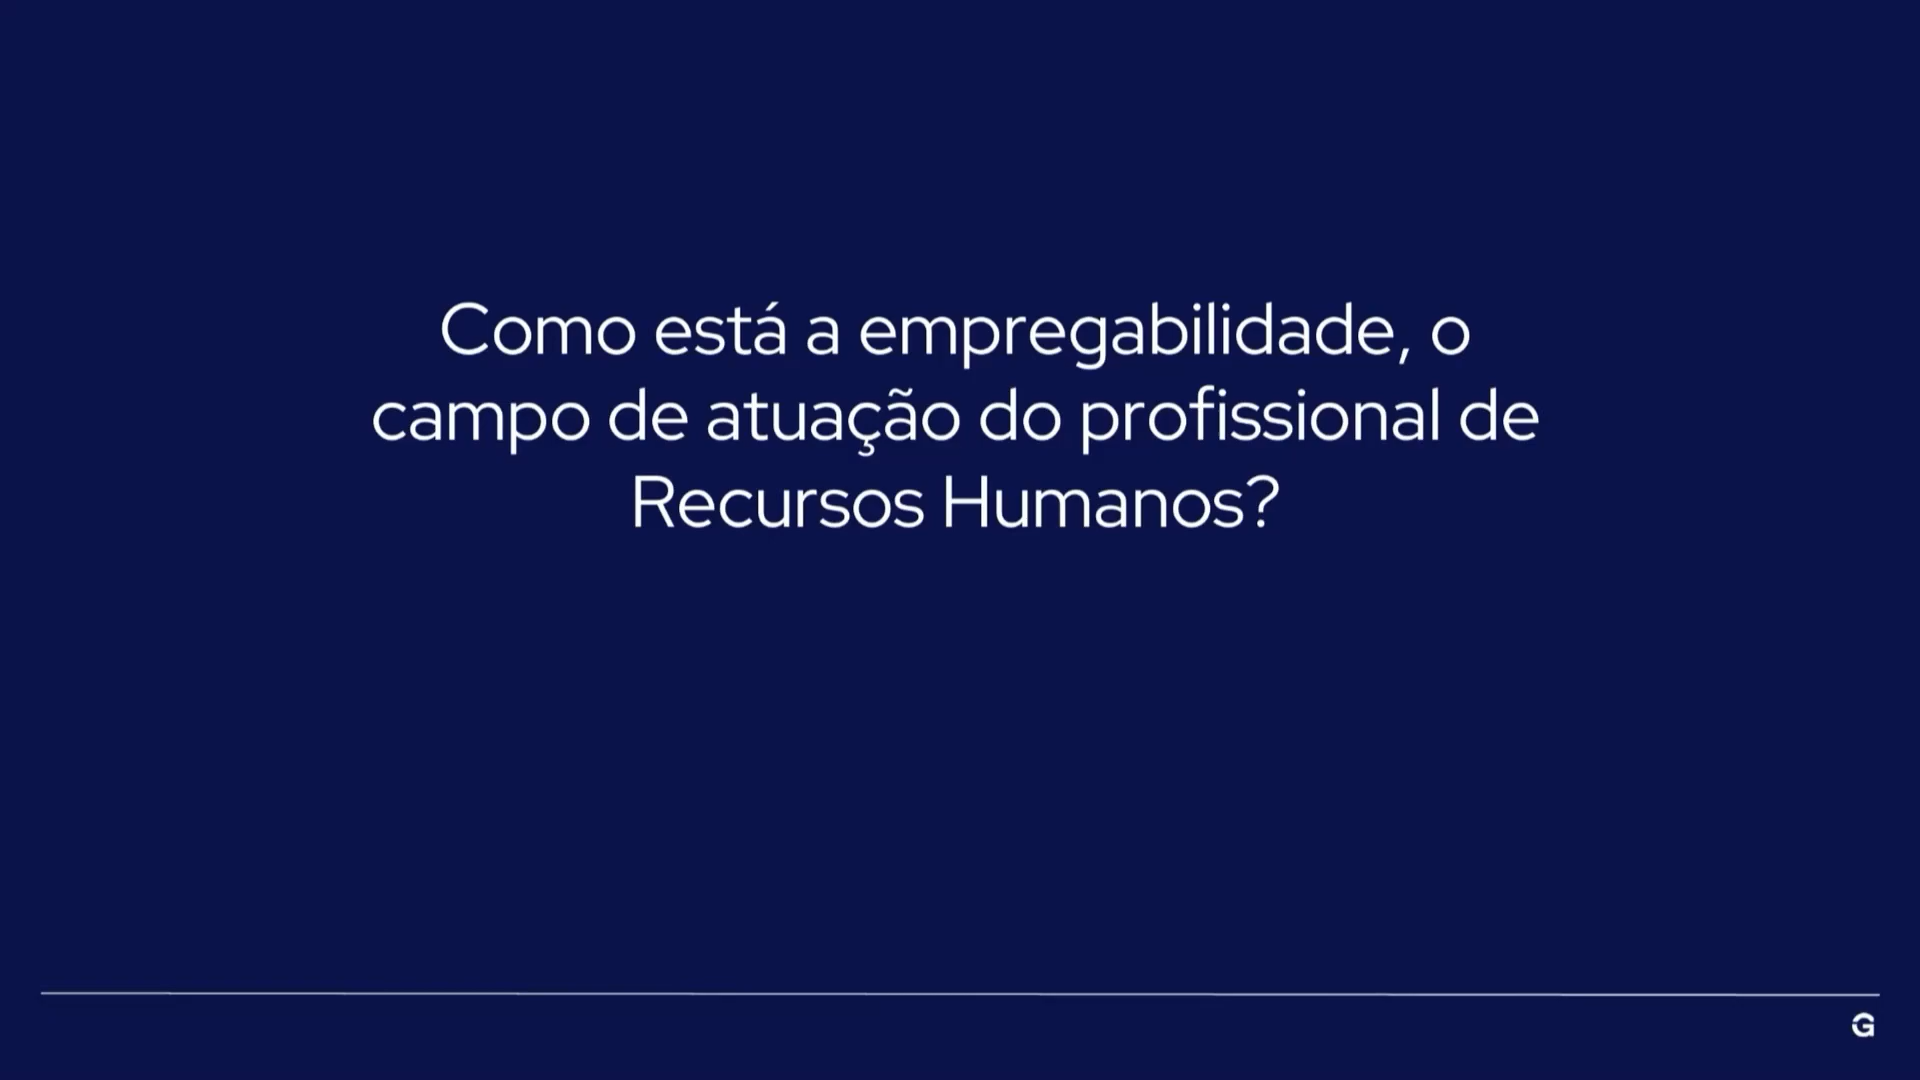 Como está a empregabilidade, o
campo de atuação do profissional de
Recursos Humanos?
G